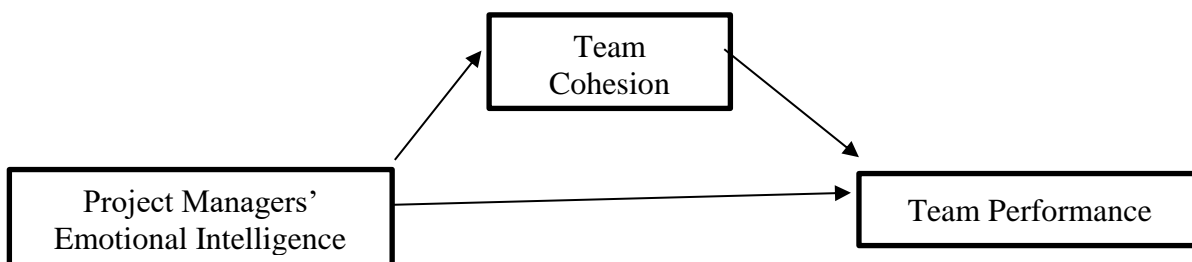 Team
Cohesion
Project Managers’
Emotional Intelligence
Team Performance